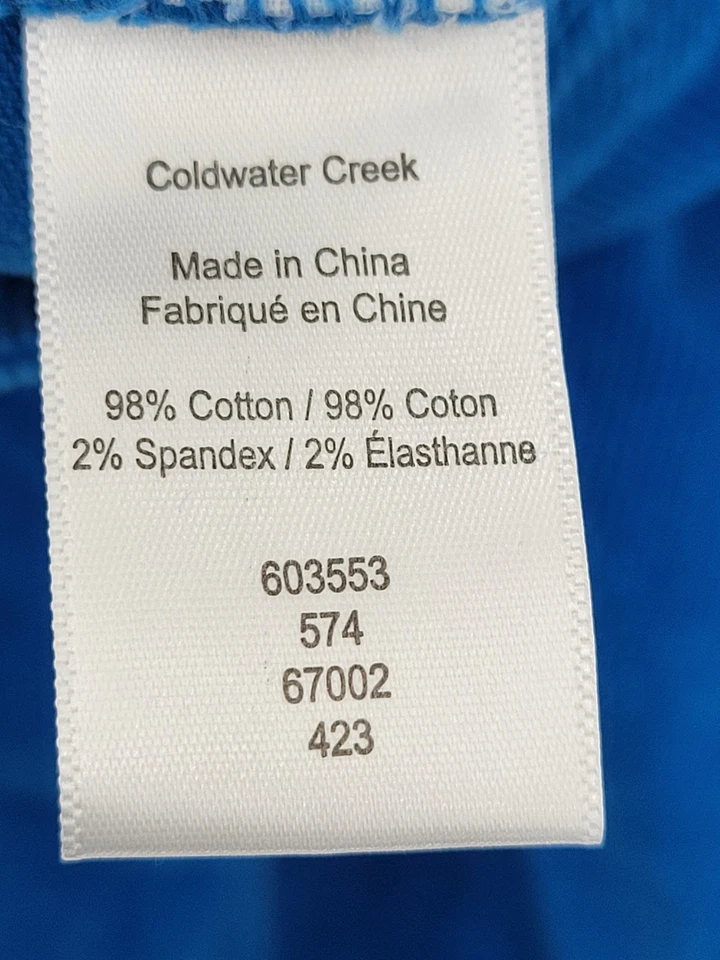 Coldwater Creek
Made in China
Fabriqué en Chine
98% Cotton / 98% Coton
2% Spandex / 2% Élasthanne
603553
574
67002
423